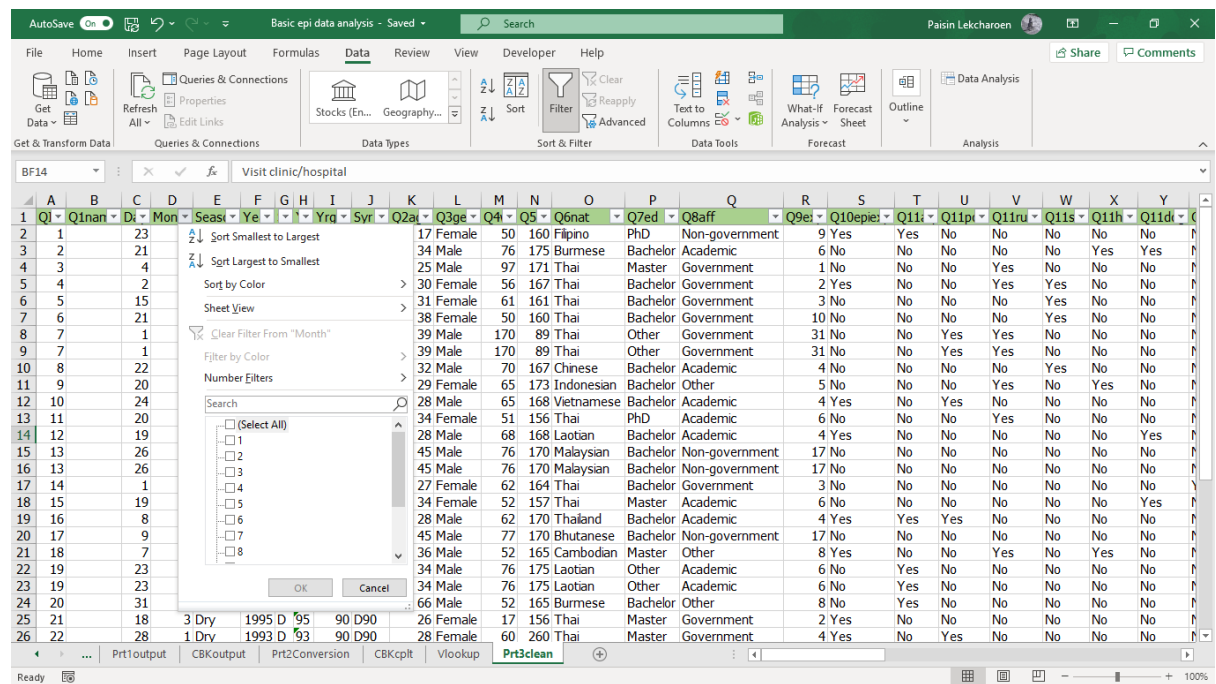 AutoSave On Basic epi data analysis - Saved Search Paisin Lekcharoen
File Home Insert Page Layout Formulas Data Review View Developer Help Share Comments
Get Data Refresh All Queries & Connections Properties Edit Links Stocks (En... Geography... Sort Filter Clear Reapply Advanced Text to Columns What-If Analysis Forecast Sheet Outline Data Analysis
Get & Transform Data Queries & Connections Data Types Sort & Filter Data Tools Forecast Analysis
BF14 fx Visit clinic/hospital
A B C D E F G H I J K L M N O P Q R S T U V W X Y
1 Q1nan Mon Seaso Ye Yrq Syr Q2ag Q3ge Q5 Q6nat Q7ed Q8aff Q10epie
2 1 23 17 Female 50 160 Filipino PhD Non-government 9 Yes Yes No No No No No
3 2 21 34 Male 76 175 Burmese Bachelor Academic 6 No No No No No Yes Yes
4 3 4 25 Male 97 171 Thai Master Government 1 No No No Yes No No No
5 4 2 30 Female 56 167 Thai Bachelor Government 2 Yes No No Yes Yes No No
6 5 15 31 Female 61 161 Thai Bachelor Government 3 No No No No Yes No No
7 6 21 38 Female 50 160 Thai Bachelor Government 10 No No No No Yes No No
8 7 1 39 Male 170 89 Thai Other Government 31 No No Yes Yes No No No
9 7 1 39 Male 170 89 Thai Other Government 31 No No Yes Yes No No No
10 8 22 32 Male 70 167 Chinese Bachelor Academic 4 No No No No Yes No No
11 9 20 29 Female 65 173 Indonesian Bachelor Other 5 No No No Yes No Yes No
12 10 24 28 Male 65 168 Vietnamese Bachelor Academic 4 Yes No Yes No No No No
13 11 20 34 Female 51 156 Thai PhD Academic 6 No No No Yes No No No
14 12 19 28 Male 68 168 Laotian Bachelor Academic 4 Yes No No No No No Yes
15 13 26 45 Male 76 170 Malaysian Bachelor Non-government 17 No No No No No No No
16 13 26 45 Male 76 170 Malaysian Bachelor Non-government 17 No No No No No No No
17 14 1 27 Female 62 164 Thai Bachelor Government 3 No No No No No No No
18 15 19 34 Female 52 157 Thai Master Academic 6 No No No No No No Yes
19 16 8 28 Male 62 170 Thailand Bachelor Academic 4 Yes Yes Yes No No No No
20 17 9 28 Male 77 170 Bhutanese Bachelor Non-government 17 No No No No No No No
21 18 7 36 Male 52 165 Cambodian Master Other 8 Yes No No Yes No Yes No
22 19 23 34 Male 76 175 Laotian Other Academic 6 No Yes No No No No No
23 19 23 34 Male 76 175 Laotian Other Academic 6 No Yes No No No No No
24 20 31 66 Male 52 165 Burmese Bachelor Other 8 No Yes No No No No No
25 21 18 3 Dry 1995 D 95 90 D90 26 Female 17 156 Thai Master Government 2 Yes No No No No No No
26 22 28 1 Dry 1993 D 93 90 D90 28 Female 60 260 Thai Master Government 4 Yes No Yes No No No No
Sort Smallest to Largest
Sort Largest to Smallest
Sort by Color
Sheet View
Clear Filter From "Month"
Filter by Color
Number Filters
Search
(Select All)
1
2
3
4
5
6
7
8
OK Cancel
... Prt1output CBKoutput Prt2Conversion CBKcplt Vlookup Prt3clean
Ready 100%